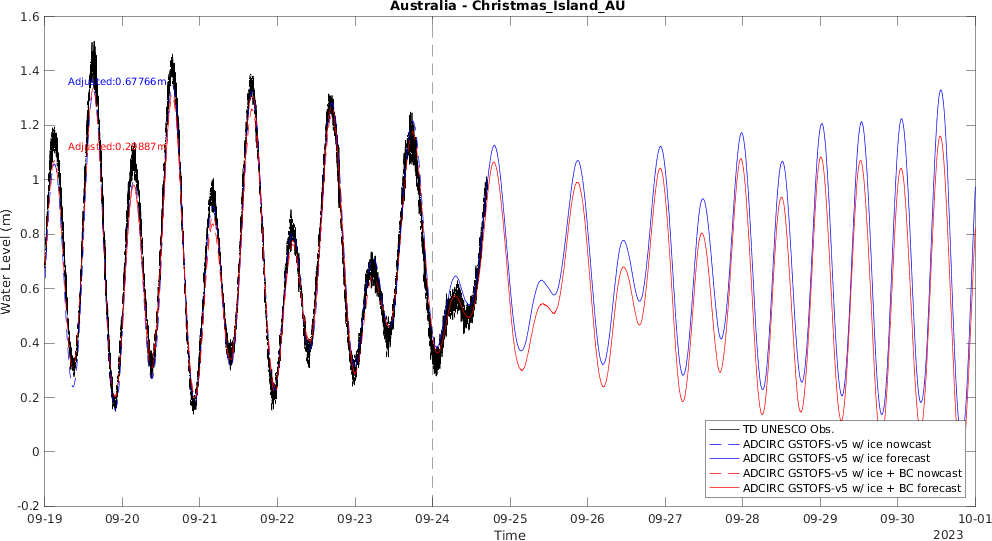 Australia - Christmas_Island_AU
Water Level (m)
1.6
1.4
1.2
1
0.8
0.6
0.4
0.2
0
-0.2
Adjusted:0.67766m
Adjusted:0.29887m
TD UNESCO Obs.
ADCIRC GSTOFS-v5 w/ ice nowcast
ADCIRC GSTOFS-v5 w/ ice forecast
ADCIRC GSTOFS-v5 w/ ice + BC nowcast
ADCIRC GSTOFS-v5 w/ ice + BC forecast
09-19 09-20 09-21 09-22 09-23 09-24 09-25 09-26 09-27 09-28 09-29 09-30 10-01
Time
2023